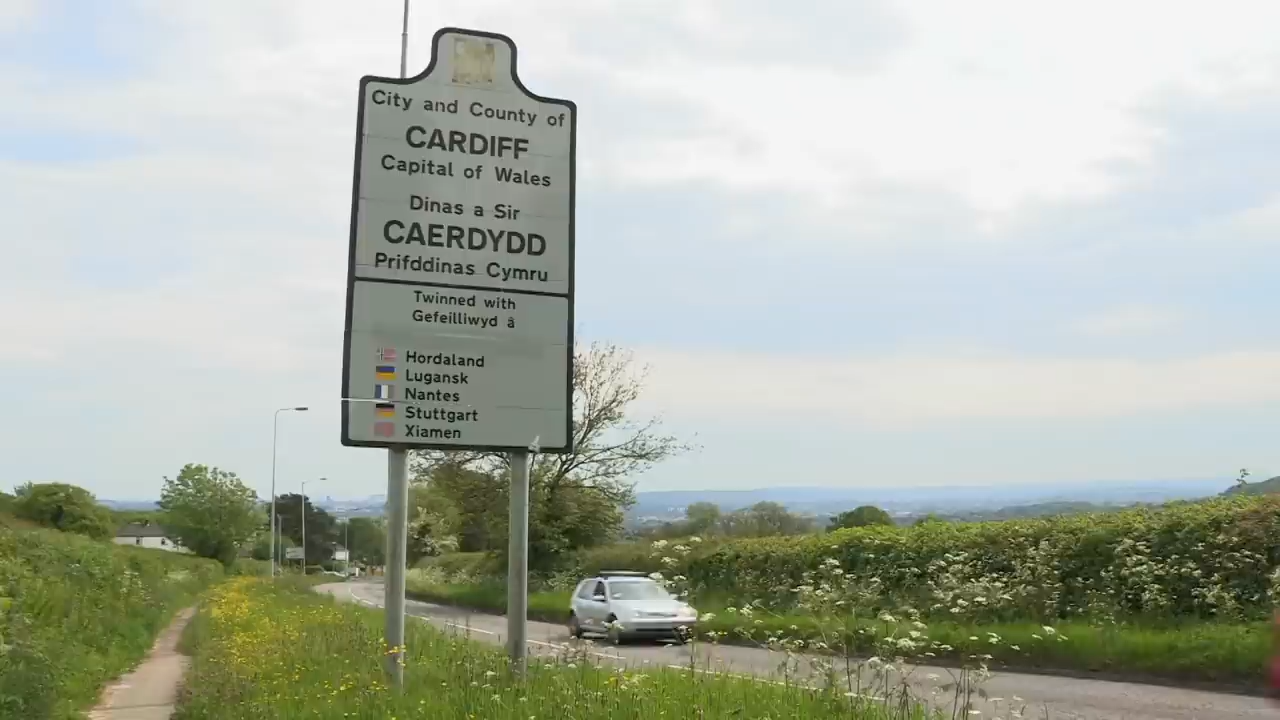 City and County of
CARDIFF
Capital of Wales
Dinas a Sir
CAERDYDD
Prifddinas Cymru
Twinned with
Gefeilliwyd â
Hordaland
Lugansk
Nantes
Stuttgart
Xiamen